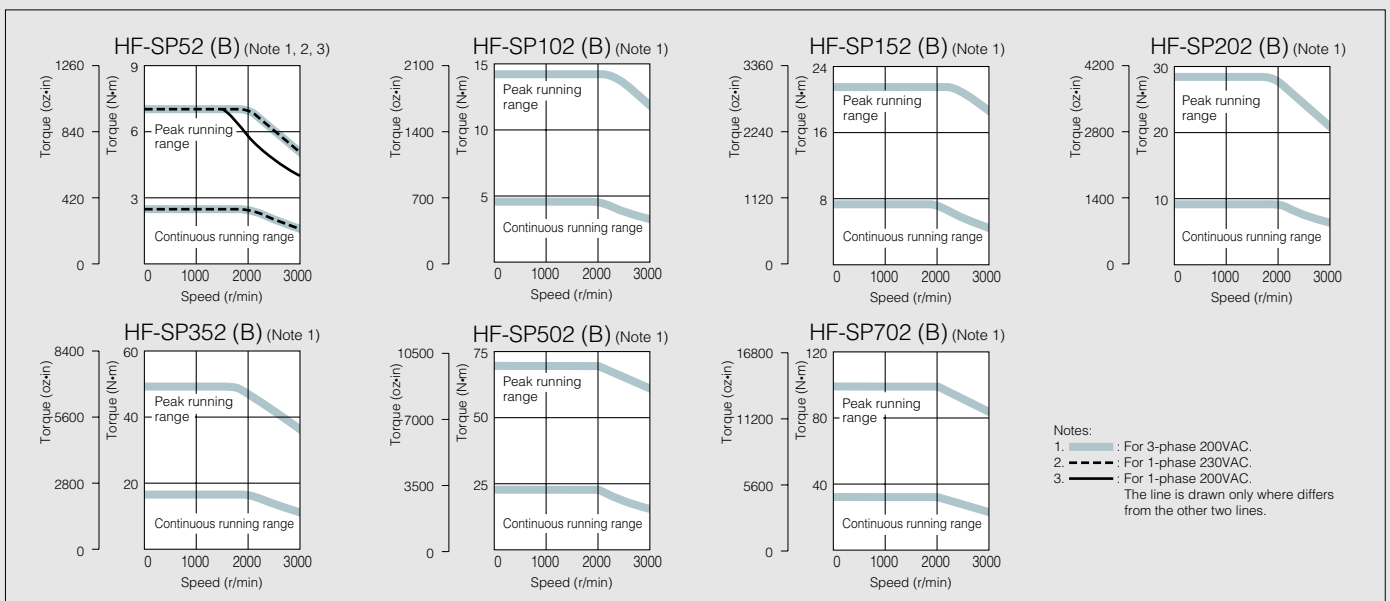 HF-SP52 (B) (Note 1, 2, 3)
1260
840
420
0
Torque (oz•in)
Torque (N•m)
9
6
3
Peak running
range
Continuous running range
0 1000 2000 3000
Speed (r/min)
HF-SP102 (B) (Note 1)
2100
1400
700
0
Torque (oz•in)
Torque (N•m)
15
10
5
Peak running
range
Continuous running range
0 1000 2000 3000
Speed (r/min)
HF-SP152 (B) (Note 1)
3360
2240
1120
0
Torque (oz•in)
Torque (N•m)
24
16
8
Peak running
range
Continuous running range
0 1000 2000 3000
Speed (r/min)
HF-SP202 (B) (Note 1)
4200
2800
1400
0
Torque (oz•in)
Torque (N•m)
30
20
10
Peak running
range
Continuous running range
0 1000 2000 3000
Speed (r/min)
HF-SP352 (B) (Note 1)
8400
5600
2800
0
Torque (oz•in)
Torque (N•m)
60
40
20
Peak running
range
Continuous running range
0 1000 2000 3000
Speed (r/min)
HF-SP502 (B) (Note 1)
10500
7000
3500
0
Torque (oz•in)
Torque (N•m)
75
50
25
Peak running
range
Continuous running range
0 1000 2000 3000
Speed (r/min)
HF-SP702 (B) (Note 1)
16800
11200
5600
0
Torque (oz•in)
Torque (N•m)
120
80
40
Peak running
range
Continuous running range
0 1000 2000 3000
Speed (r/min)
Notes:
1. : For 3-phase 200VAC.
2. : For 1-phase 230VAC.
3. : For 1-phase 200VAC.
The line is drawn only where differs
from the other two lines.